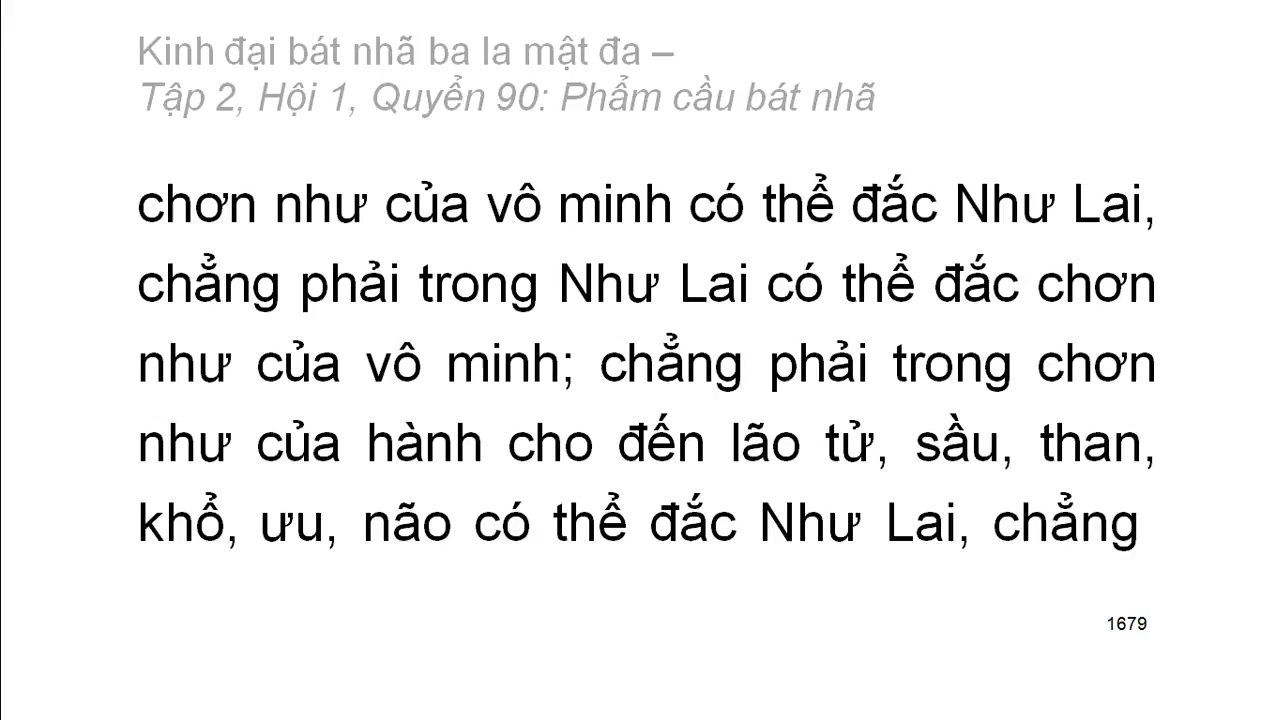 Kinh đại bát nhã ba la mật đa –
Tập 2, Hội 1, Quyển 90: Phẩm cầu bát nhã
chơn như của vô minh có thể đắc Như Lai,
chẳng phải trong Như Lai có thể đắc chơn
như của vô minh; chẳng phải trong chơn
như của hành cho đến lão tử, sầu, than,
khổ, ưu, não có thể đắc Như Lai, chẳng
1679